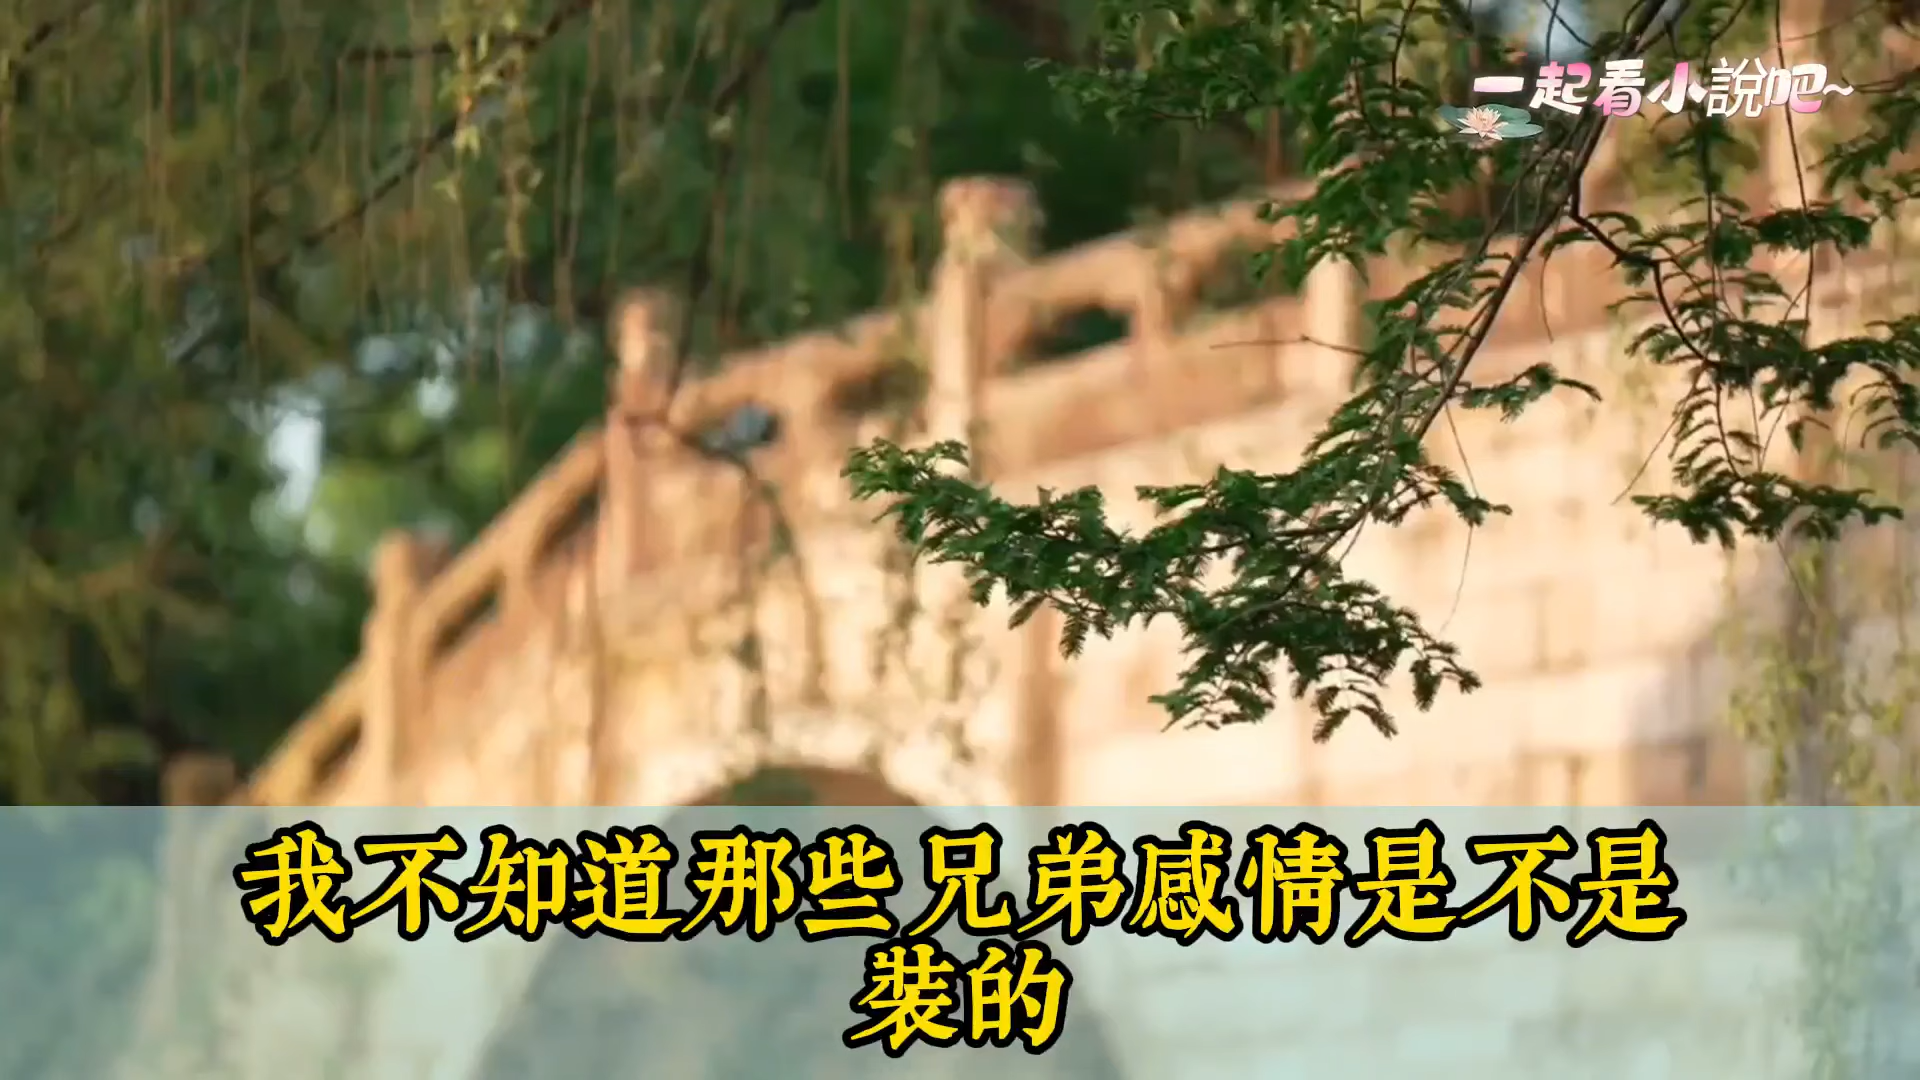 一起看小說吧~
我不知道那些兄弟感情是不是
裝的